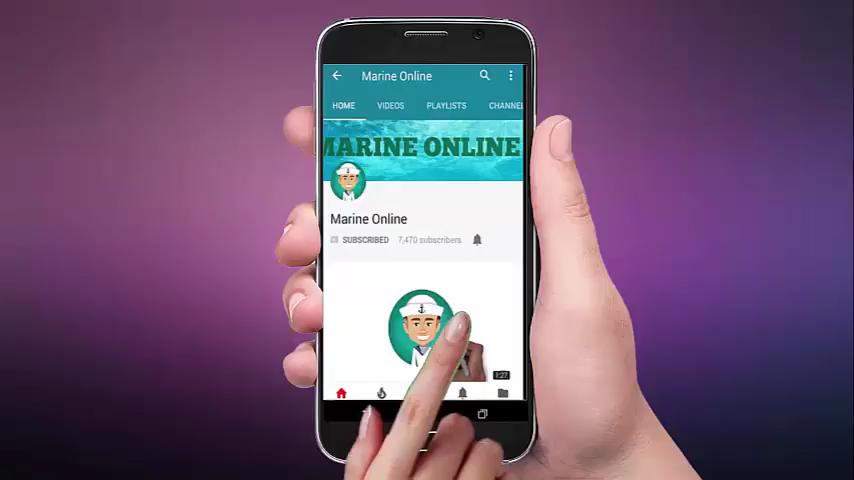 Marine Online
HOME VIDEOS PLAYLISTS CHANNEL
MARINE ONLINE
Marine Online
SUBSCRIBED 7,470 subscribers
1:27